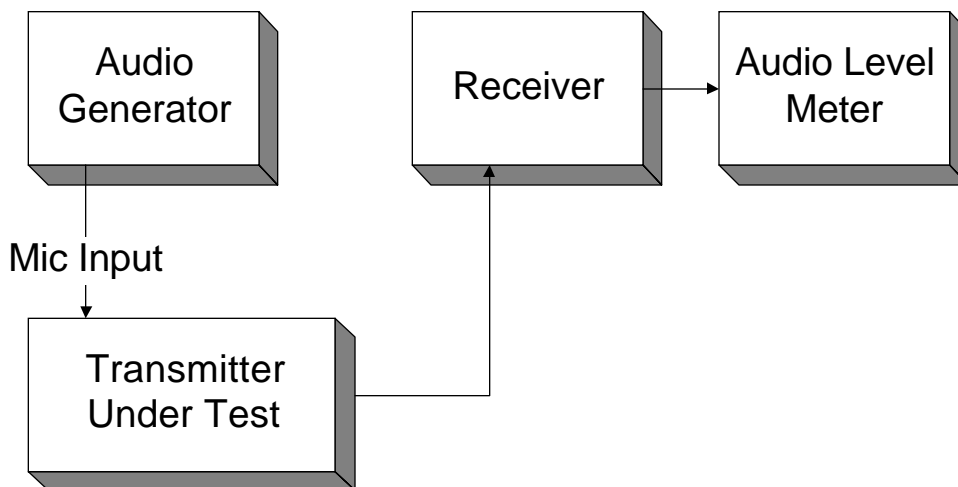 Audio
Generator
Receiver
Audio Level
Meter
Mic Input
Transmitter
Under Test